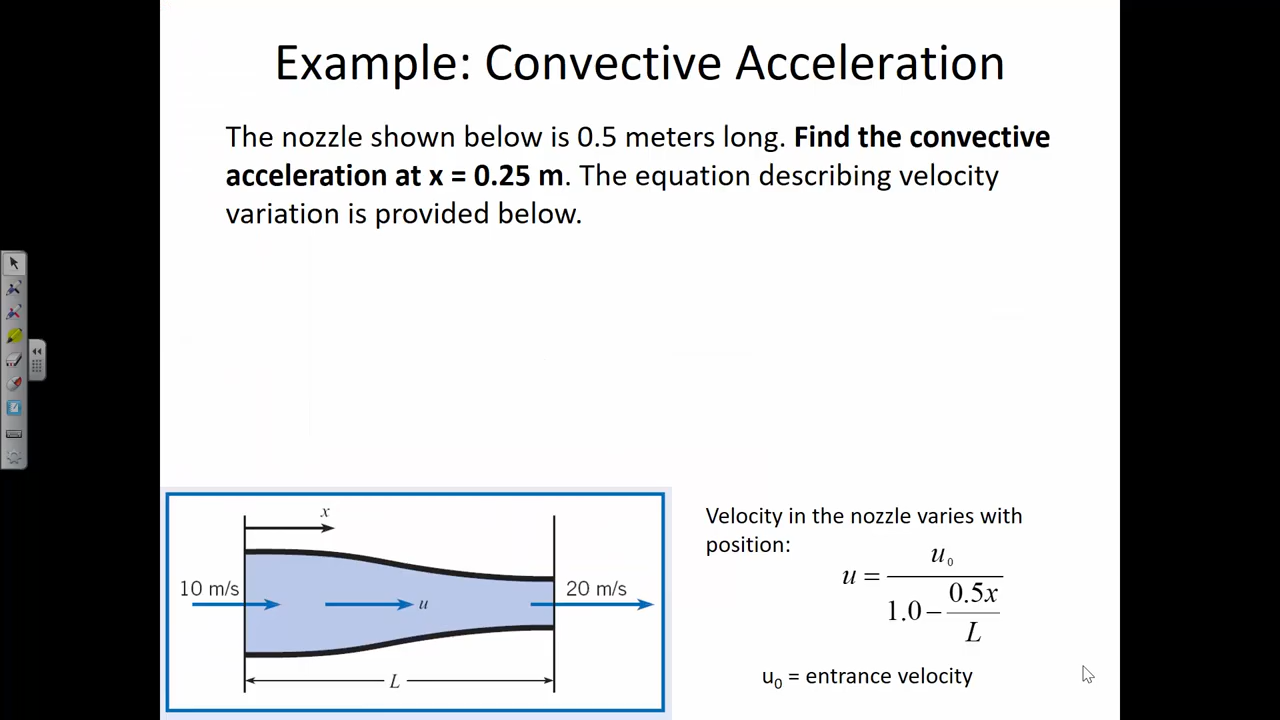 Example: Convective Acceleration
The nozzle shown below is 0.5 meters long. Find the convective
acceleration at x = 0.25 m. The equation describing velocity
variation is provided below.
x
10 m/s
u
20 m/s
L
Velocity in the nozzle varies with
position:
u = u₀ / (1.0 − 0.5x / L)
u₀ = entrance velocity